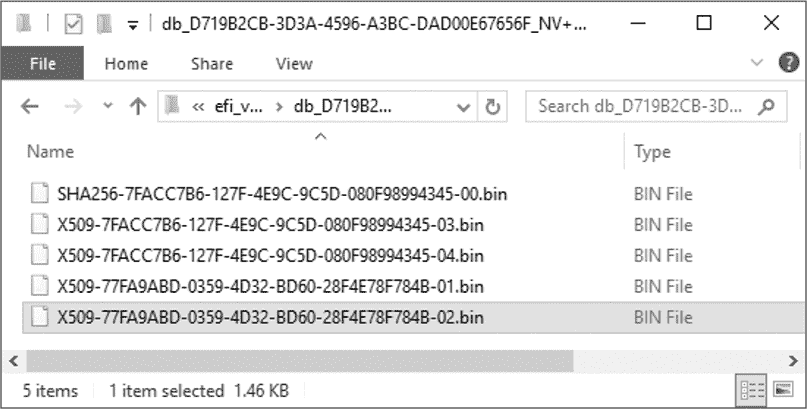 db_D719B2CB-3D3A-4596-A3BC-DAD00E67656F_NV+...
File Home Share View
« efi_v... › db_D719B2... Search db_D719B2CB-3D...
Name Type
SHA256-7FACC7B6-127F-4E9C-9C5D-080F98994345-00.bin BIN File
X509-7FACC7B6-127F-4E9C-9C5D-080F98994345-03.bin BIN File
X509-7FACC7B6-127F-4E9C-9C5D-080F98994345-04.bin BIN File
X509-77FA9ABD-0359-4D32-BD60-28F4E78F784B-01.bin BIN File
X509-77FA9ABD-0359-4D32-BD60-28F4E78F784B-02.bin BIN File
5 items 1 item selected 1.46 KB